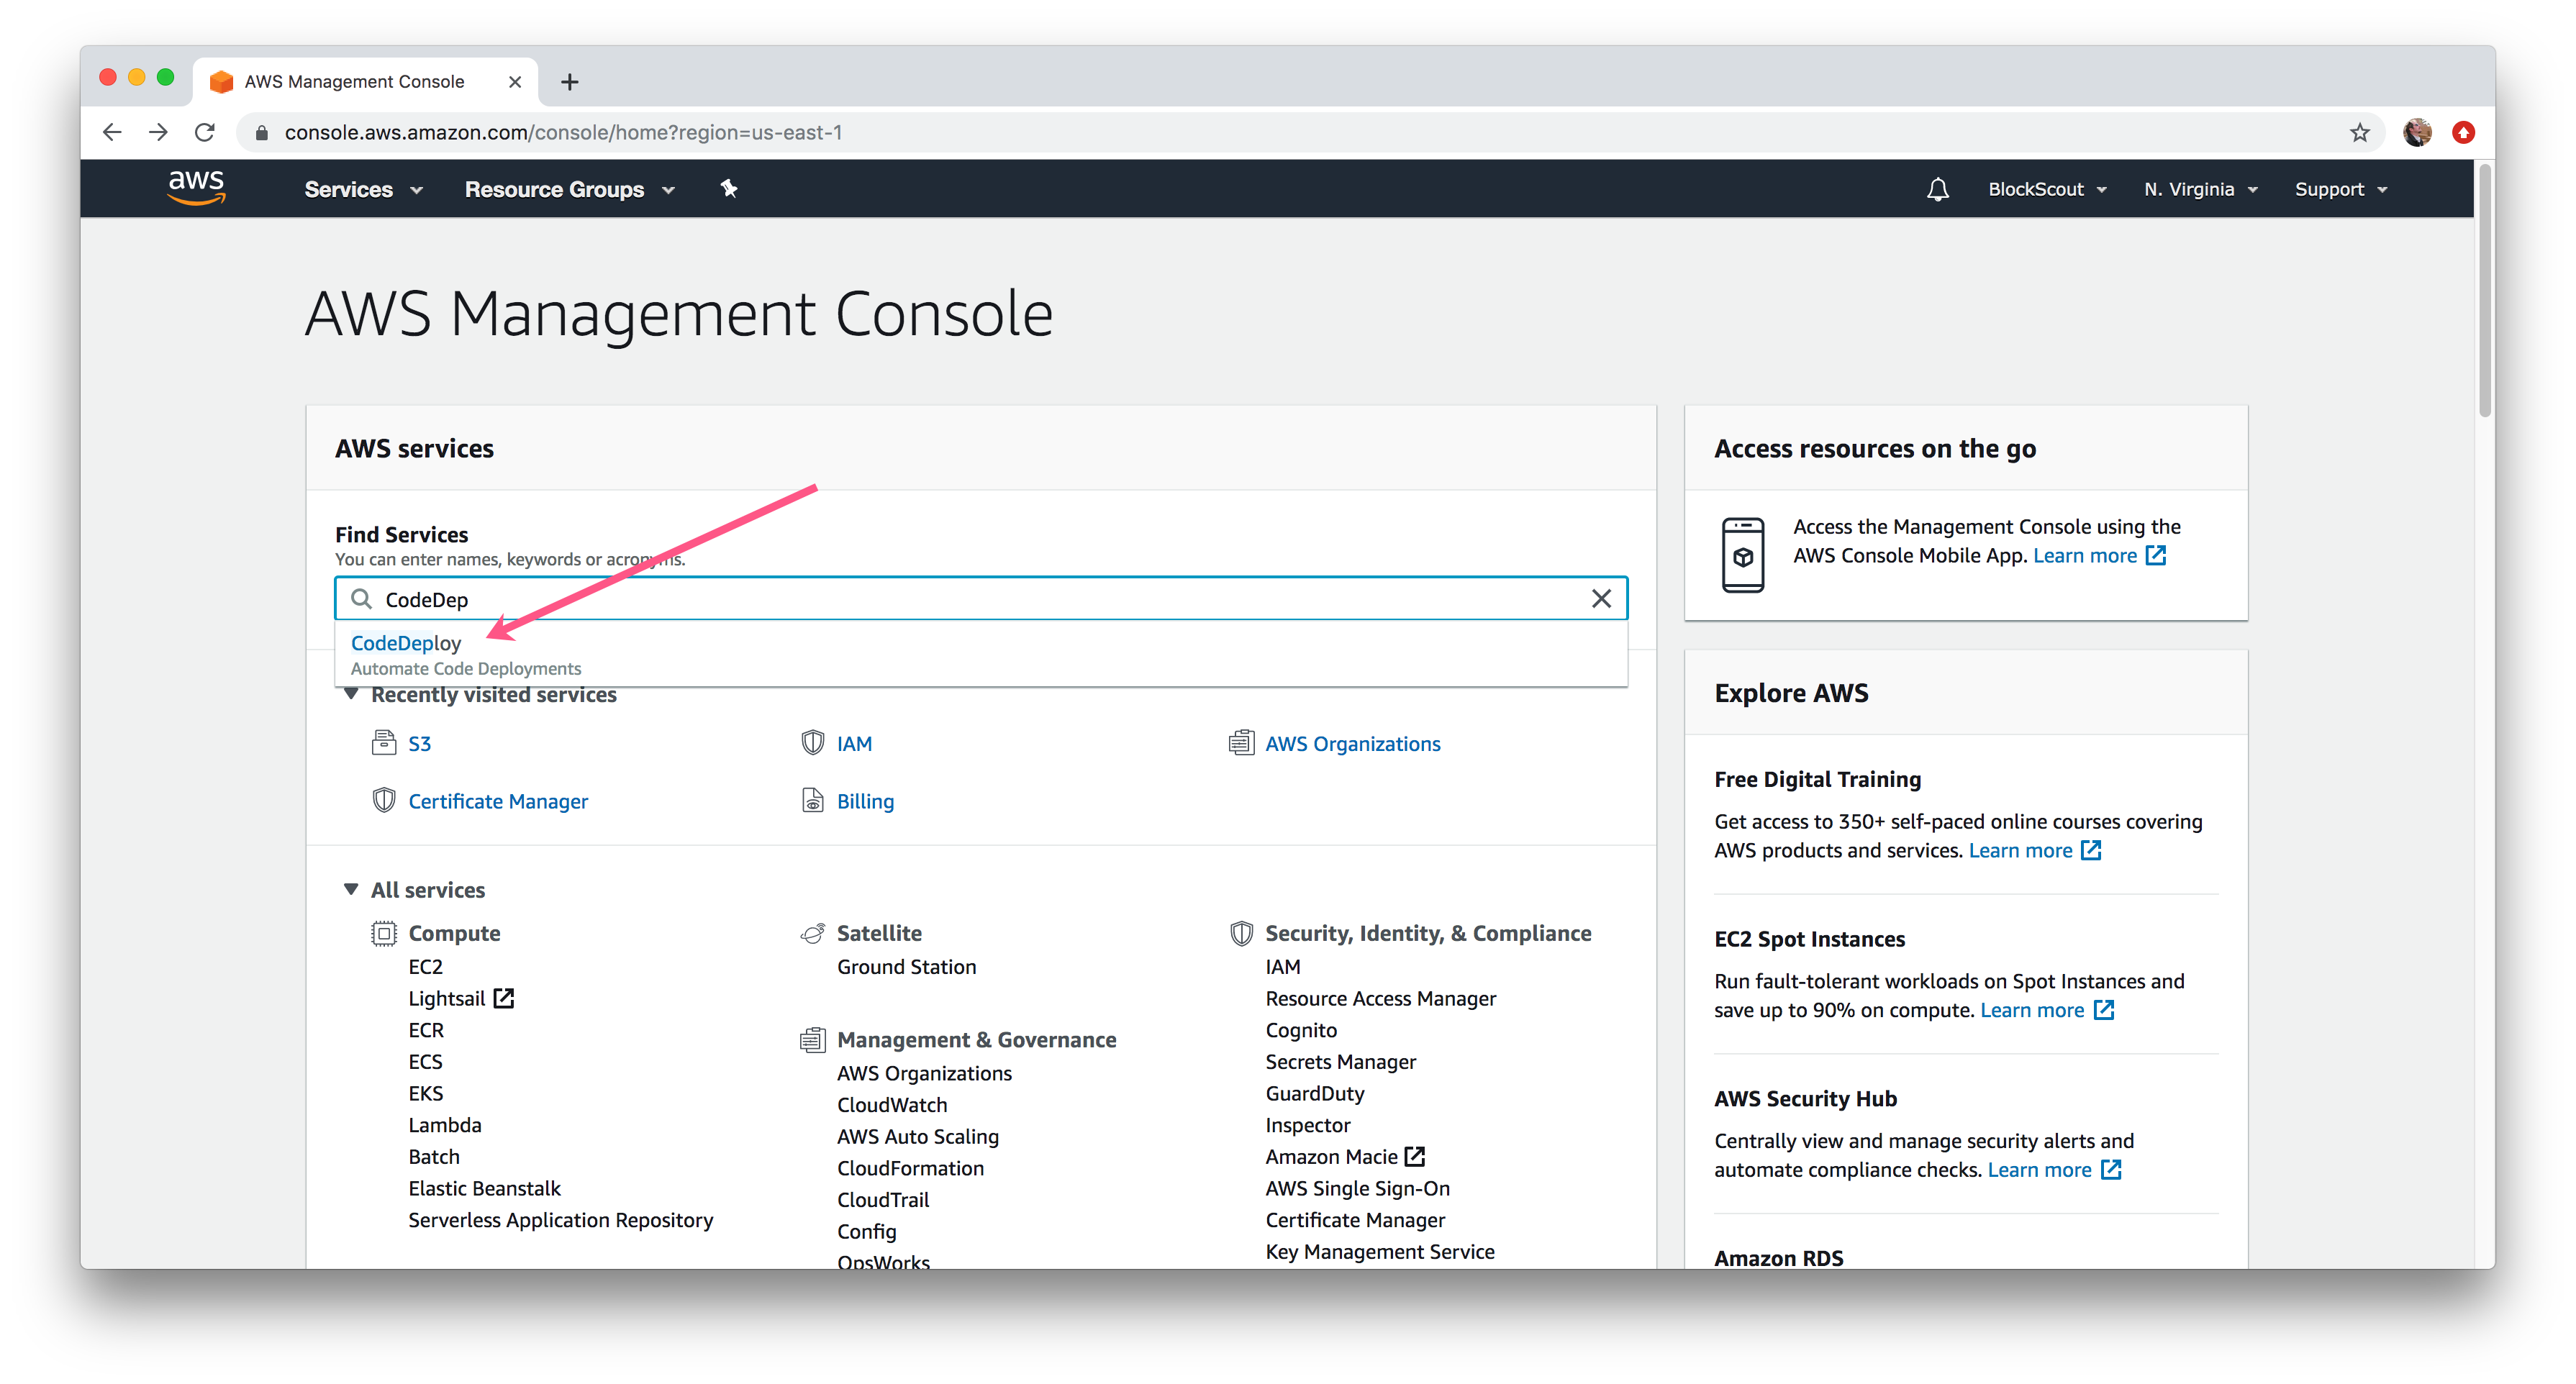 AWS Management Console
console.aws.amazon.com/console/home?region=us-east-1
aws
Services
Resource Groups
BlockScout
N. Virginia
Support
AWS Management Console
AWS services
Find Services
You can enter names, keywords or acronyms.
CodeDep
CodeDeploy
Automate Code Deployments
Recently visited services
S3
IAM
AWS Organizations
Certificate Manager
Billing
All services
Compute
EC2
Lightsail
ECR
ECS
EKS
Lambda
Batch
Elastic Beanstalk
Serverless Application Repository
Satellite
Ground Station
Management & Governance
AWS Organizations
CloudWatch
AWS Auto Scaling
CloudFormation
CloudTrail
Config
OpsWorks
Security, Identity, & Compliance
IAM
Resource Access Manager
Cognito
Secrets Manager
GuardDuty
Inspector
Amazon Macie
AWS Single Sign-On
Certificate Manager
Key Management Service
Access resources on the go
Access the Management Console using the
AWS Console Mobile App. Learn more
Explore AWS
Free Digital Training
Get access to 350+ self-paced online courses covering
AWS products and services. Learn more
EC2 Spot Instances
Run fault-tolerant workloads on Spot Instances and
save up to 90% on compute. Learn more
AWS Security Hub
Centrally view and manage security alerts and
automate compliance checks. Learn more
Amazon RDS